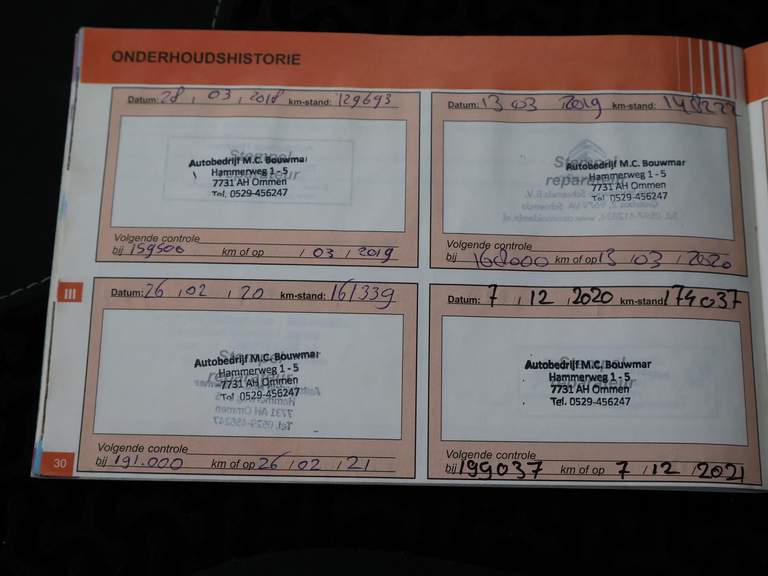 ONDERHOUDSHISTORIE
Datum: 28 , 03 , 2018 km-stand: 129693
Stempel
Autobedrijf M.C. Bouwmar
Hammerweg 1 - 5
7731 AH Ommen
Tel. 0529-456247
Volgende controle
bij 159500 km of op / 03 / 2019
Datum: 13 03 2019 km-stand:
Stempel
reparateur
Autobedrijf M.C. Bouwmar
Hammerweg 1 - 5
7731 AH Ommen
Tel. 0529-456247
Volgende controle
bij 160000 km of op 13 / 03 / 2020
III
Datum: 26 , 02 , 20 km-stand: 161339
Stempel
Autobedrijf M.C. Bouwmar
Hammerweg 1 - 5
7731 AH Ommen
Tel. 0529-456247
Volgende controle
bij 191.000 km of op 26 / 02 / 21
Datum: 7 , 12 , 2020 km-stand: 174037
Autobedrijf M.C. Bouwmar
Hammerweg 1 - 5
7731 AH Ommen
Tel. 0529-456247
Volgende controle
bij 199037 km of op 7 / 12 / 2021
30